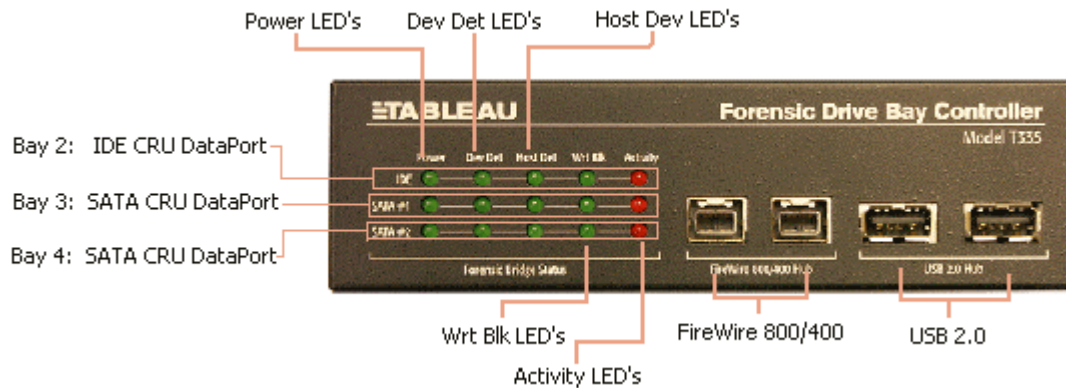 Power LED's
Dev Det LED's
Host Dev LED's
TABLEAU
Forensic Drive Bay Controller
Model T335
Bay 2: IDE CRU DataPort
Power Dev Det Host Det Wrt Blk Activity
IDE
Bay 3: SATA CRU DataPort
SATA #1
Bay 4: SATA CRU DataPort
SATA #2
Forensic Bridge Status
FireWire 800/400 Hub
USB 2.0 Hub
Wrt Blk LED's
FireWire 800/400
USB 2.0
Activity LED's